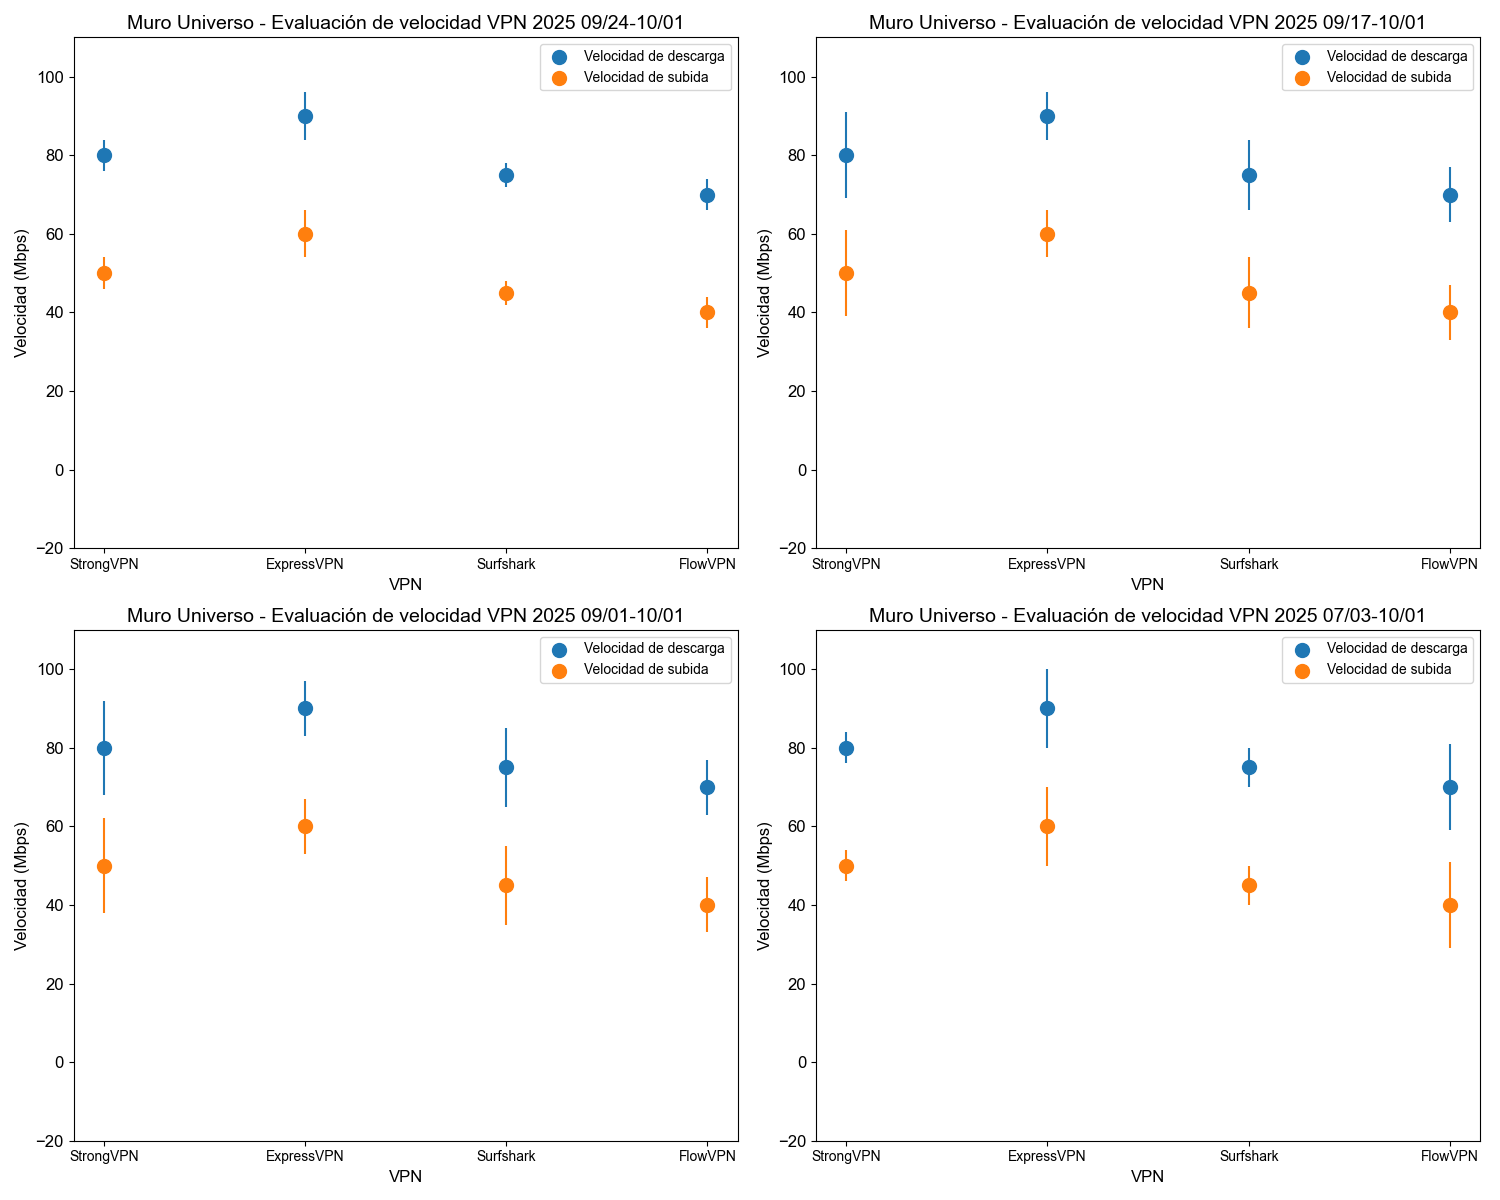 Muro Universo - Evaluación de velocidad VPN 2025 09/24-10/01
Velocidad de descarga
Velocidad de subida
Velocidad (Mbps)
100
80
60
40
20
0
−20
StrongVPN ExpressVPN Surfshark FlowVPN
VPN
Muro Universo - Evaluación de velocidad VPN 2025 09/17-10/01
Velocidad de descarga
Velocidad de subida
Velocidad (Mbps)
100
80
60
40
20
0
−20
StrongVPN ExpressVPN Surfshark FlowVPN
VPN
Muro Universo - Evaluación de velocidad VPN 2025 09/01-10/01
Velocidad de descarga
Velocidad de subida
Velocidad (Mbps)
100
80
60
40
20
0
−20
StrongVPN ExpressVPN Surfshark FlowVPN
VPN
Muro Universo - Evaluación de velocidad VPN 2025 07/03-10/01
Velocidad de descarga
Velocidad de subida
Velocidad (Mbps)
100
80
60
40
20
0
−20
StrongVPN ExpressVPN Surfshark FlowVPN
VPN